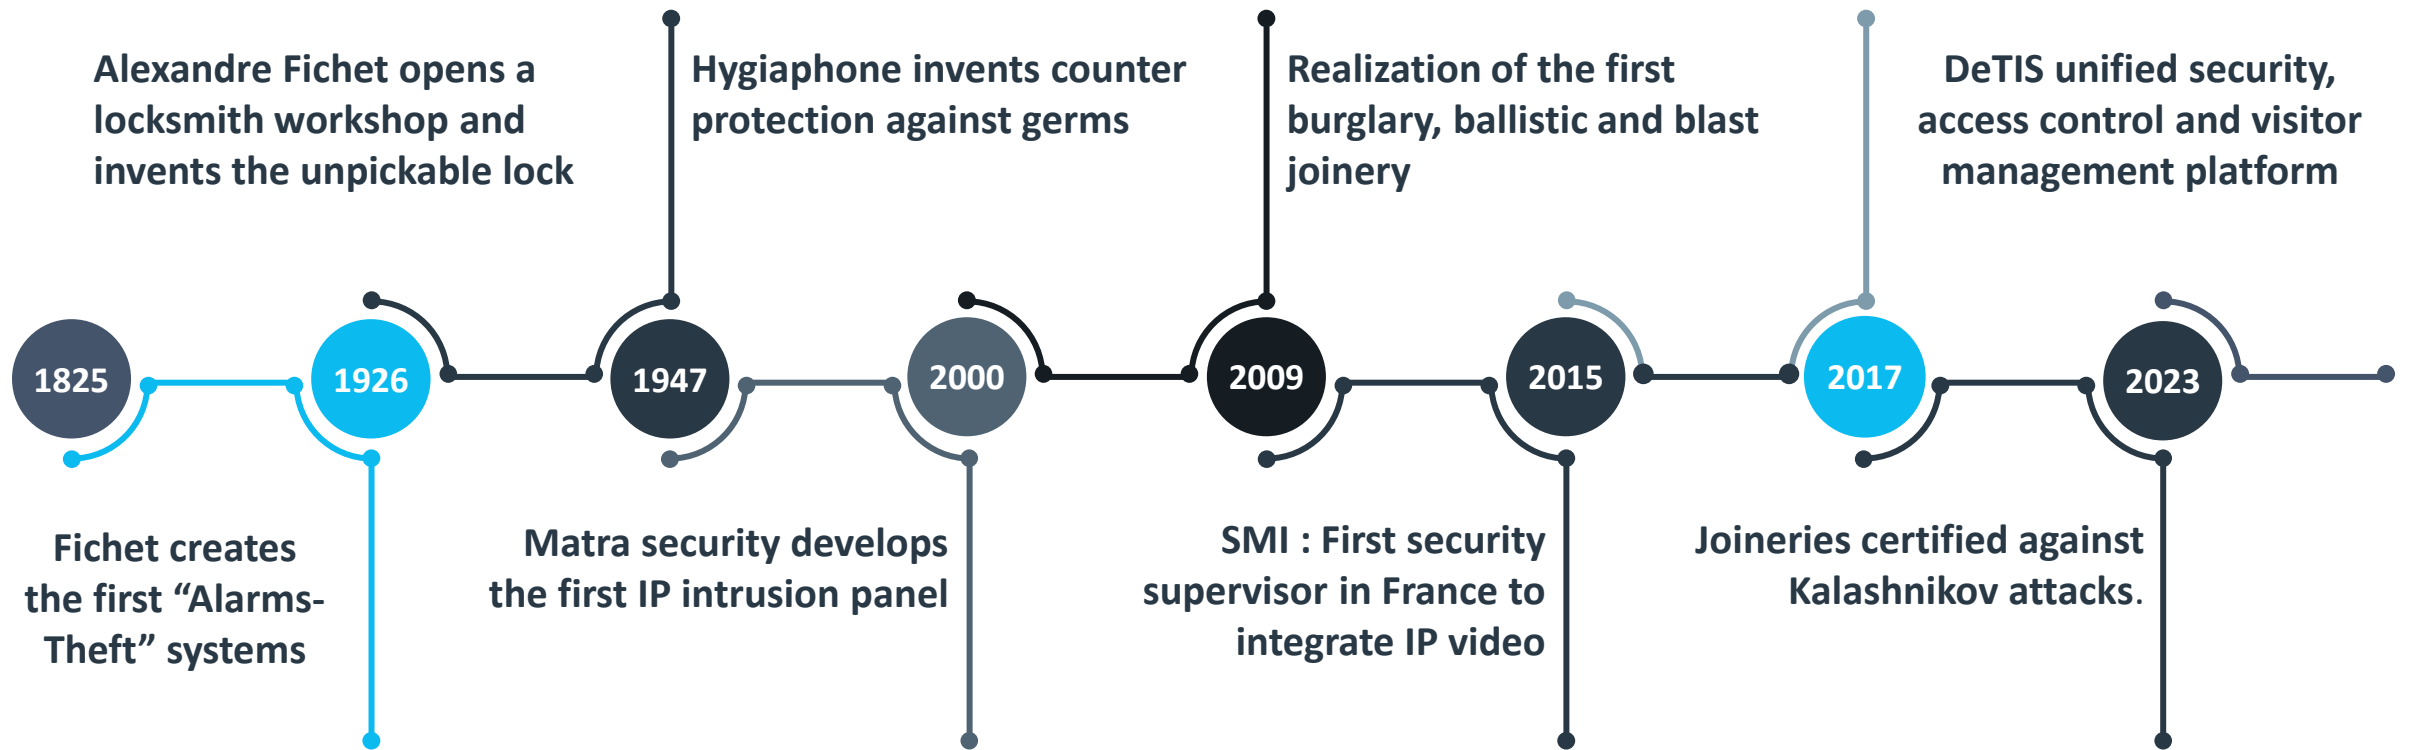 Alexandre Fichet opens a
locksmith workshop and
invents the unpickable lock
Hygiaphone invents counter
protection against germs
Realization of the first
burglary, ballistic and blast
joinery
DeTIS unified security,
access control and visitor
management platform
1825
1926
1947
2000
2009
2015
2017
2023
Fichet creates
the first “Alarms-
Theft” systems
Matra security develops
the first IP intrusion panel
SMI : First security
supervisor in France to
integrate IP video
Joineries certified against
Kalashnikov attacks.